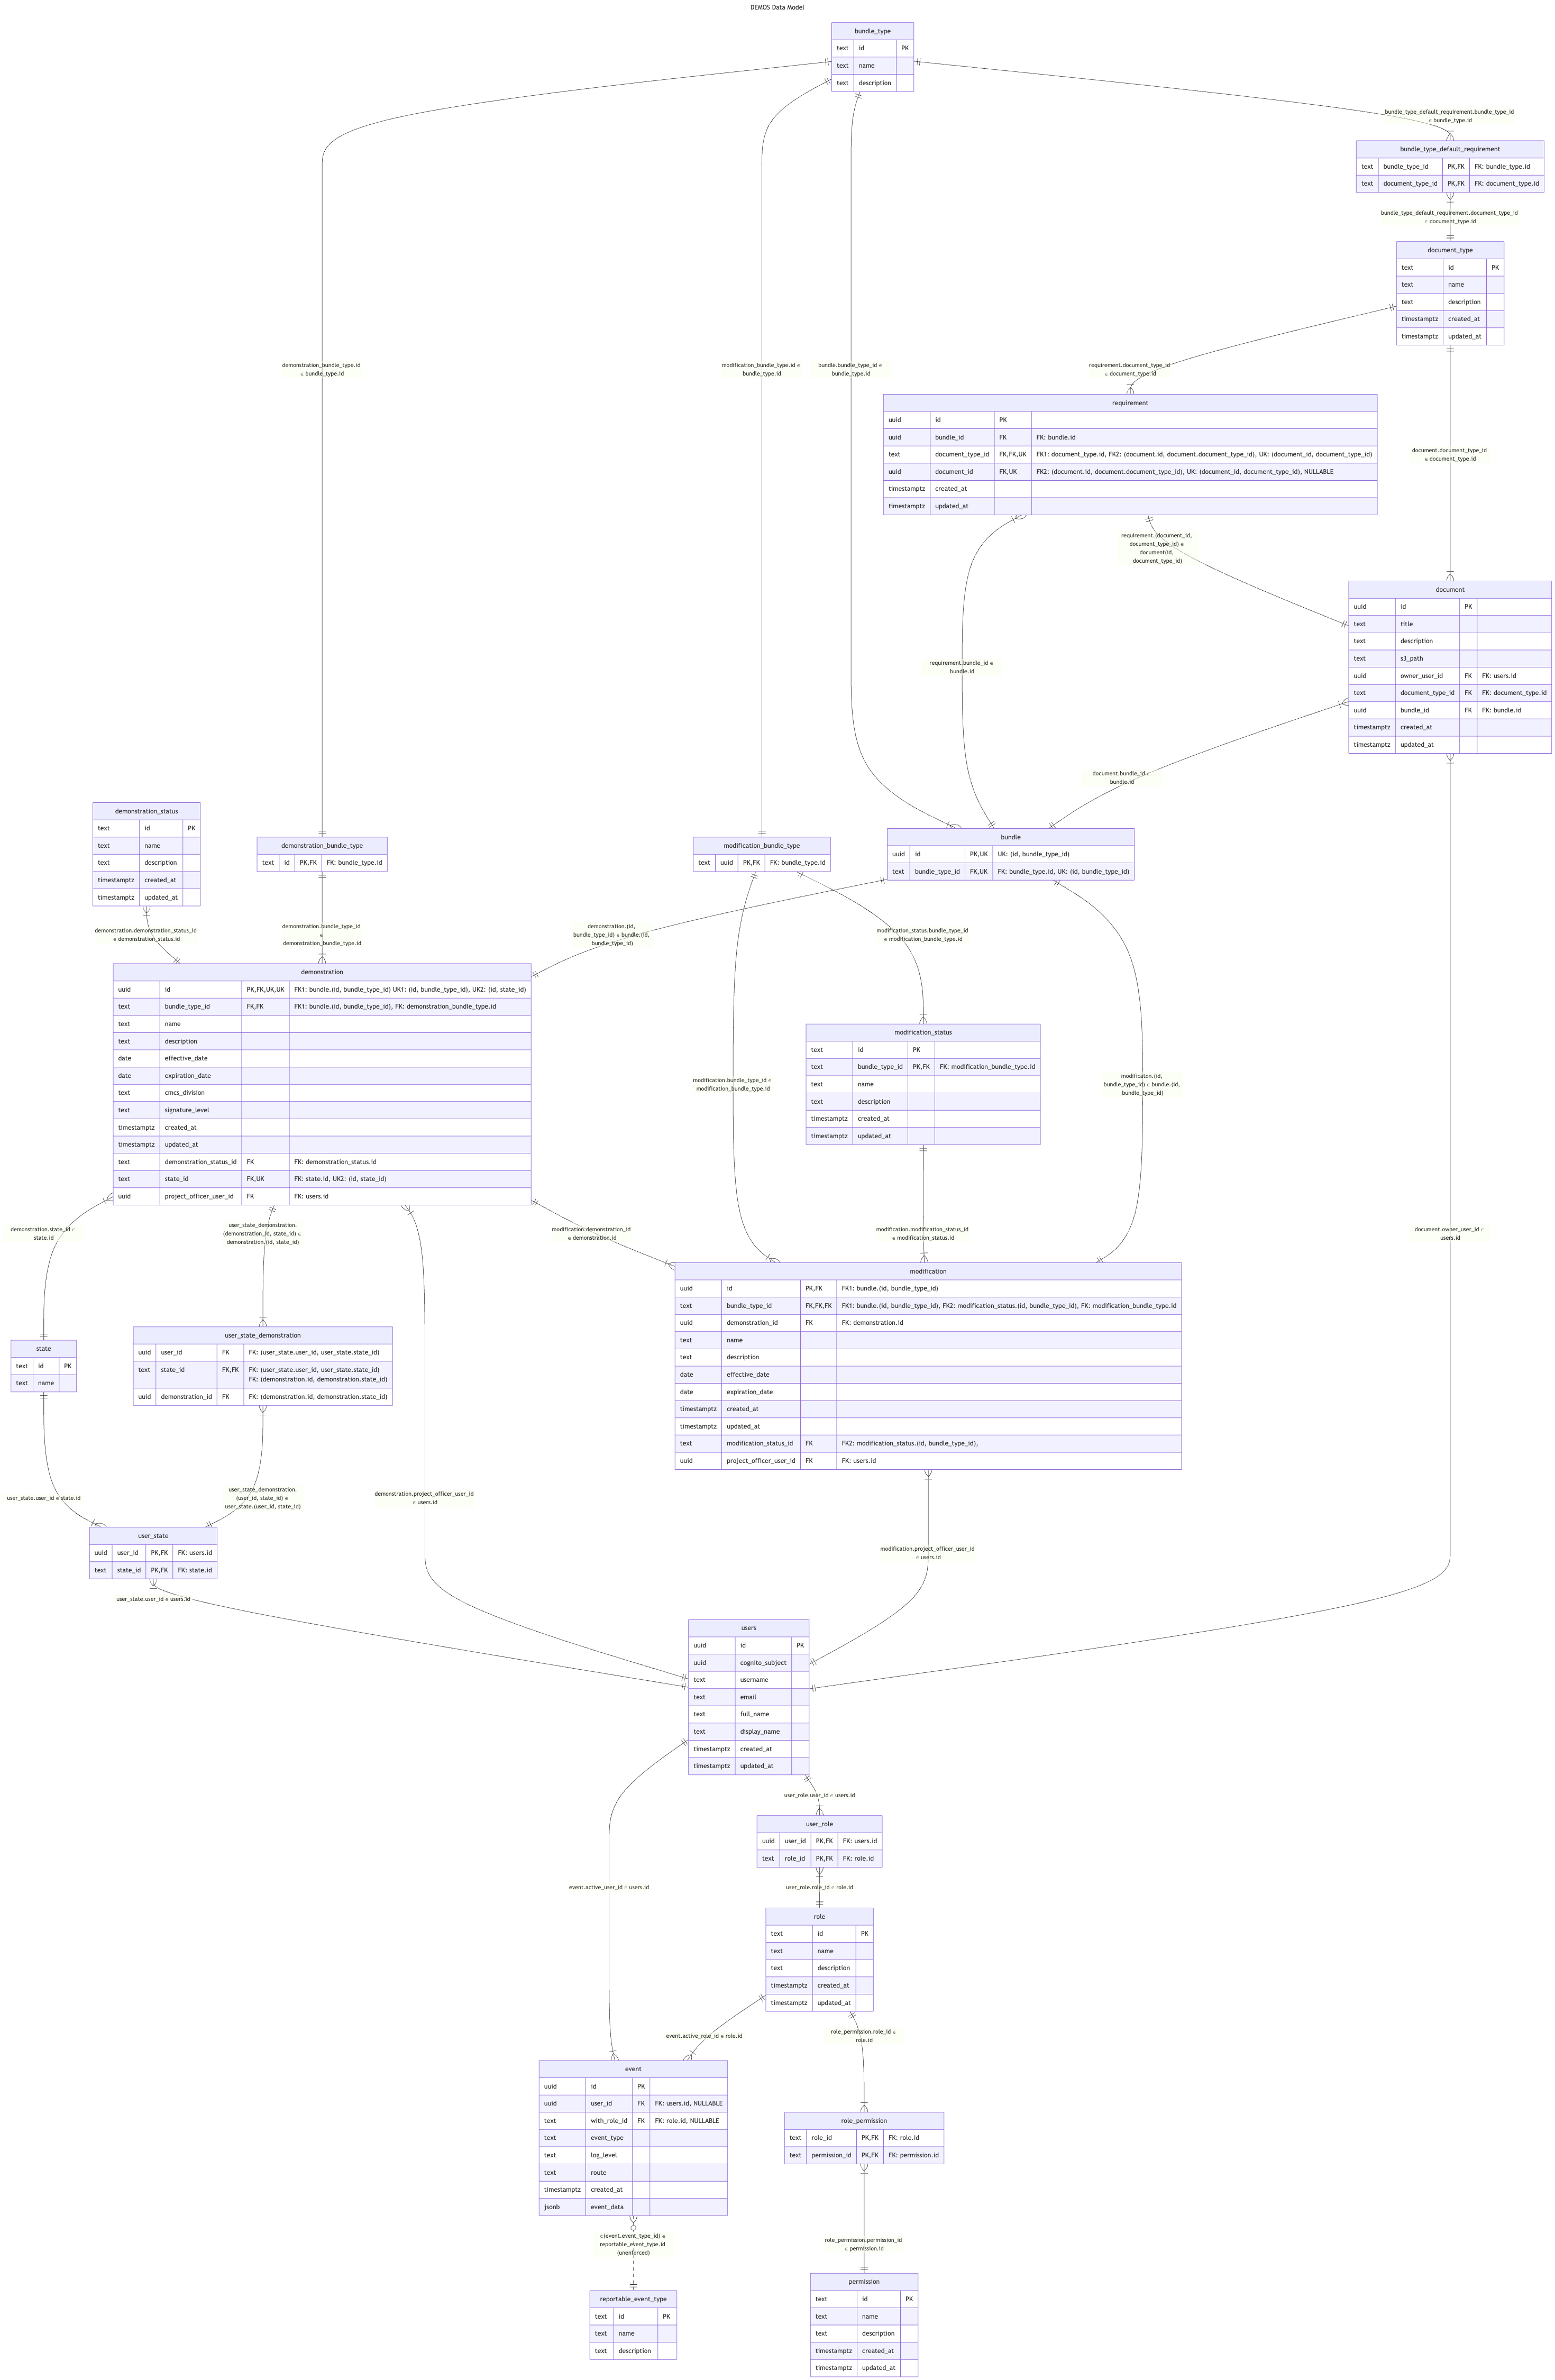 DEMOS Data Model
bundle_type
text id PK
text name
text description
bundle_type_default_requirement.bundle_type_id
∈ bundle_type.id
bundle_type_default_requirement
text bundle_type_id PK,FK FK: bundle_type.id
text document_type_id PK,FK FK: document_type.id
bundle_type_default_requirement.document_type_id
∈ document_type.id
document_type
text id PK
text name
text description
timestamptz created_at
timestamptz updated_at
demonstration_bundle_type.id
∈ bundle_type.id
modification_bundle_type.id ∈
bundle_type.id
bundle.bundle_type_id ∈
bundle_type.id
requirement.document_type_id
∈ document_type.id
requirement
uuid id PK
uuid bundle_id FK FK: bundle.id
text document_type_id FK,FK,UK FK1: document_type.id, FK2: (document.id, document.document_type_id), UK: (document_id, document_type_id)
uuid document_id FK,UK FK2: (document.id, document.document_type_id), UK: (document_id, document_type_id), NULLABLE
timestamptz created_at
timestamptz updated_at
document.document_type_id
∈ document_type.id
requirement.(document_id,
document_type_id) ∈
document(id,
document_type_id)
document
uuid id PK
text title
text description
text s3_path
uuid owner_user_id FK FK: users.id
text document_type_id FK FK: document_type.id
uuid bundle_id FK FK: bundle.id
timestamptz created_at
timestamptz updated_at
requirement.bundle_id ∈
bundle.id
document.bundle_id ∈
bundle.id
demonstration_status
text id PK
text name
text description
timestamptz created_at
timestamptz updated_at
demonstration_bundle_type
text id PK,FK FK: bundle_type.id
modification_bundle_type
text uuid PK,FK FK: bundle_type.id
bundle
uuid id PK,UK UK: (id, bundle_type_id)
text bundle_type_id FK,UK FK: bundle_type.id, UK: (id, bundle_type_id)
demonstration.demonstration_status_id
∈ demonstration_status.id
demonstration.bundle_type_id
∈
demonstration_bundle_type.id
demonstration.(id,
bundle_type_id) ∈ bundle.(id,
bundle_type_id)
modification_status.bundle_type_id
∈ modification_bundle_type.id
demonstration
uuid id PK,FK,UK,UK FK1: bundle.(id, bundle_type_id) UK1: (id, bundle_type_id), UK2: (id, state_id)
text bundle_type_id FK,FK FK1: bundle.(id, bundle_type_id), FK: demonstration_bundle_type.id
text name
text description
date effective_date
date expiration_date
text cmcs_division
text signature_level
timestamptz created_at
timestamptz updated_at
text demonstration_status_id FK FK: demonstration_status.id
text state_id FK,UK FK: state.id, UK2: (id, state_id)
uuid project_officer_user_id FK FK: users.id
modification.bundle_type_id ∈
modification_bundle_type.id
modification_status
text id PK
text bundle_type_id PK,FK FK: modification_bundle_type.id
text name
text description
timestamptz created_at
timestamptz updated_at
modificaton.(id,
bundle_type_id) ∈ bundle.(id,
bundle_type_id)
demonstration.state_id ∈
state.id
user_state_demonstration.
(demonstration_id, state_id) ∈
demonstration.(id, state_id)
modification.demonstration_id
∈ demonstration.id
modification.modification_status_id
∈ modification_status.id
document.owner_user_id ∈
users.id
modification
uuid id PK,FK FK1: bundle.(id, bundle_type_id)
text bundle_type_id FK,FK,FK FK1: bundle.(id, bundle_type_id), FK2: modification_status.(id, bundle_type_id), FK: modification_bundle_type.id
uuid demonstration_id FK FK: demonstration.id
text name
text description
date effective_date
date expiration_date
timestamptz created_at
timestamptz updated_at
text modification_status_id FK FK2: modification_status.(id, bundle_type_id),
uuid project_officer_user_id FK FK: users.id
state
text id PK
text name
user_state_demonstration
uuid user_id FK FK: (user_state.user_id, user_state.state_id)
text state_id FK,FK FK: (user_state.user_id, user_state.state_id)
FK: (demonstration.id, demonstration.state_id)
uuid demonstration_id FK FK: (demonstration.id, demonstration.state_id)
user_state.user_id ∈ state.id
user_state_demonstration.
(user_id, state_id) ∈
user_state.(user_id, state_id)
demonstration.project_officer_user_id
∈ users.id
modification.project_officer_user_id
∈ users.id
user_state
uuid user_id PK,FK FK: users.id
text state_id PK,FK FK: state.id
user_state.user_id ∈ users.id
users
uuid id PK
uuid cognito_subject
text username
text email
text full_name
text display_name
timestamptz created_at
timestamptz updated_at
user_role.user_id ∈ users.id
user_role
uuid user_id PK,FK FK: users.id
text role_id PK,FK FK: role.id
event.active_user_id ∈ users.id
user_role.role_id ∈ role.id
role
text id PK
text name
text description
timestamptz created_at
timestamptz updated_at
event.active_role_id ∈ role.id
role_permission.role_id ∈
role.id
event
uuid id PK
uuid user_id FK FK: users.id, NULLABLE
text with_role_id FK FK: role.id, NULLABLE
text event_type
text log_level
text route
timestamptz created_at
jsonb event_data
role_permission
text role_id PK,FK FK: role.id
text permission_id PK,FK FK: permission.id
⊂(event.event_type_id) ∈
reportable_event_type.id
(unenforced)
role_permission.permission_id
∈ permission.id
reportable_event_type
text id PK
text name
text description
permission
text id PK
text name
text description
timestamptz created_at
timestamptz updated_at